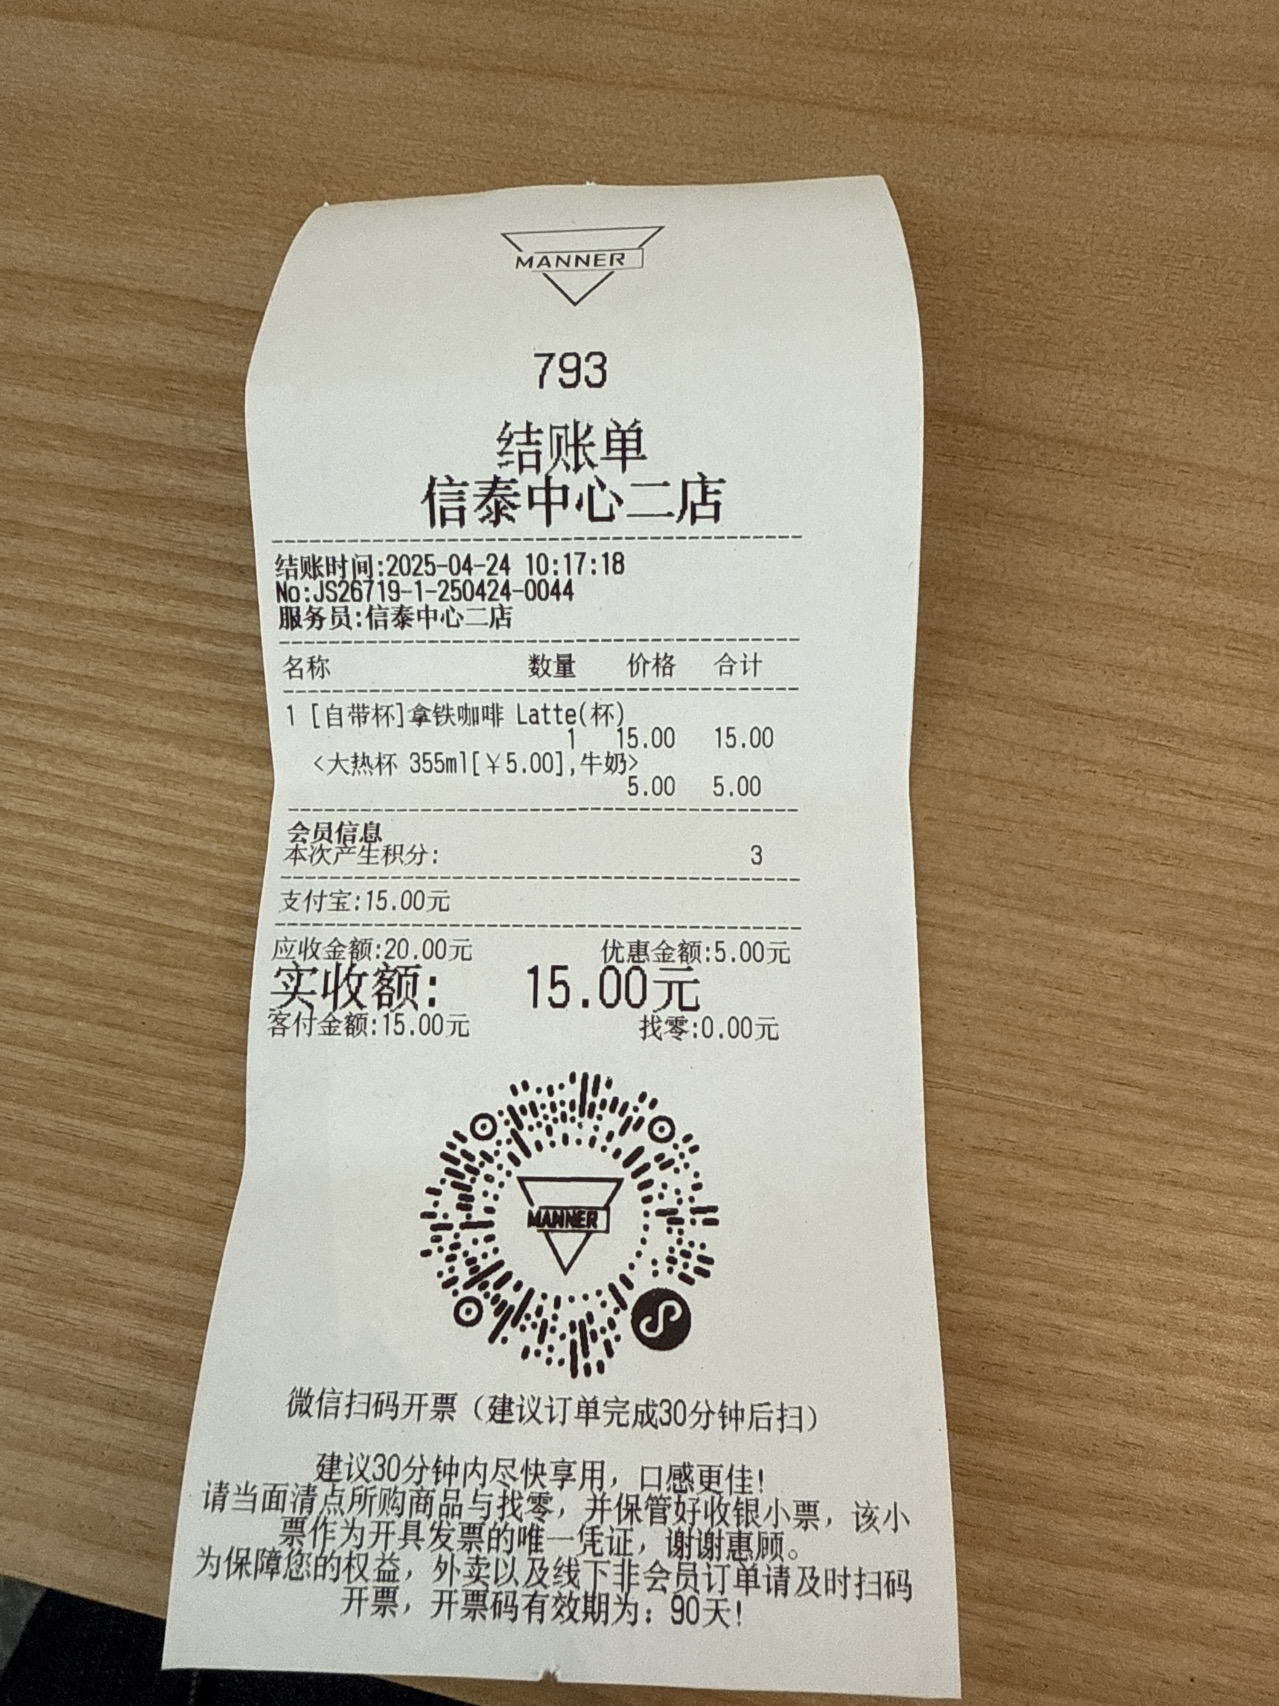 MANNER
793
结账单
信泰中心二店
结账时间:2025-04-24 10:17:18
No:JS26719-1-250424-0044
服务员:信泰中心二店
名称 数量 价格 合计
1 [自带杯]拿铁咖啡 Latte(杯)
1 15.00 15.00
<大热杯 355ml[￥5.00],牛奶>
5.00 5.00
会员信息
本次产生积分: 3
支付宝:15.00元
应收金额:20.00元 优惠金额:5.00元
实收额: 15.00元
客付金额:15.00元 找零:0.00元
MANNER
微信扫码开票（建议订单完成30分钟后扫）
建议30分钟内尽快享用，口感更佳!
请当面清点所购商品与找零，并保管好收银小票，该小
票作为开具发票的唯一凭证，谢谢惠顾。
为保障您的权益，外卖以及线下非会员订单请及时扫码
开票，开票码有效期为：90天!